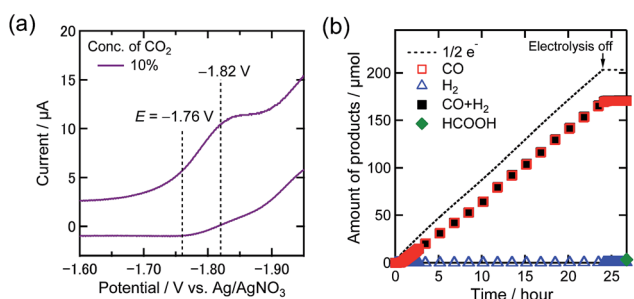 (a)
Conc. of CO₂
10%
−1.82 V
E = −1.76 V
20
15
10
5
0
Current / μA
−1.60
−1.70
−1.80
−1.90
Potential / V vs. Ag/AgNO₃
(b)
1/2 e⁻
CO
H₂
CO+H₂
HCOOH
Electrolysis off
200
150
100
50
0
Amount of products / μmol
0
5
10
15
20
25
Time / hour